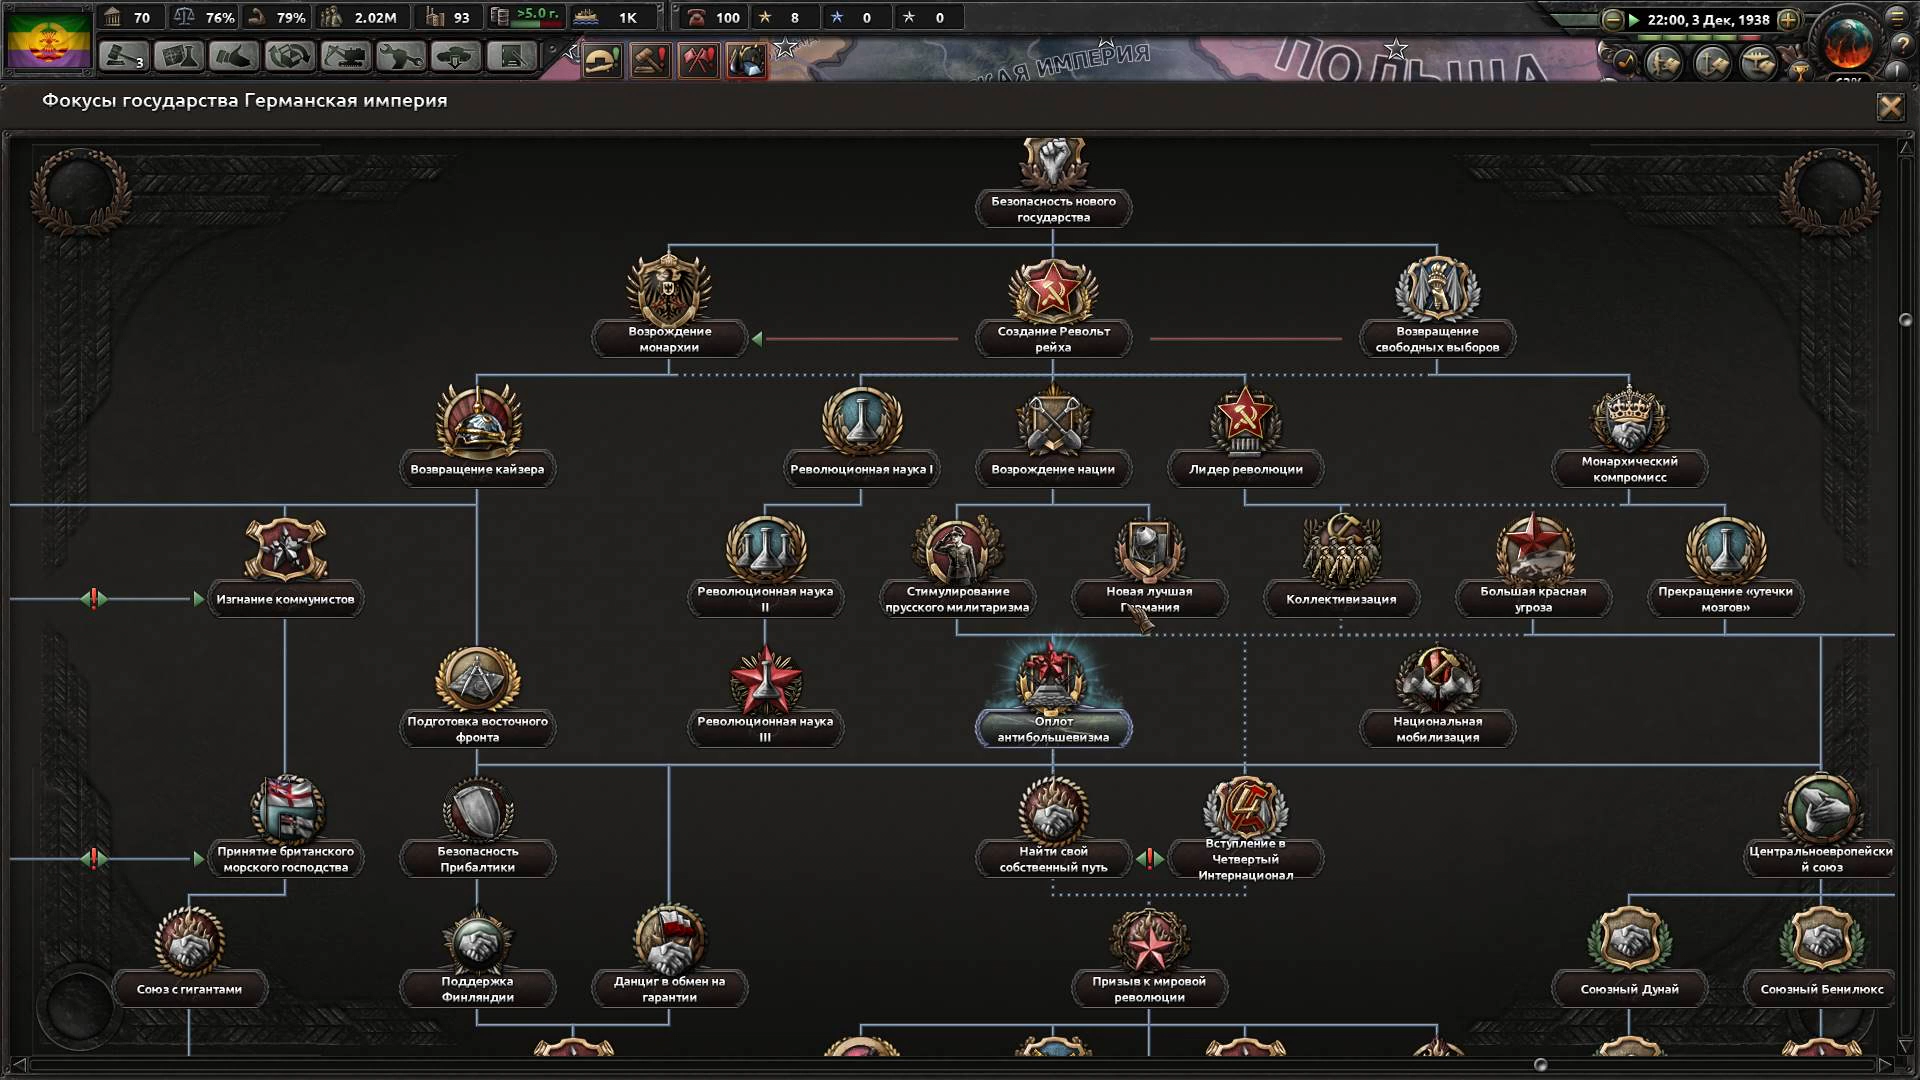 70
76%
79%
2.02M
93
>5.0 г.
1K
100
8
0
0
22:00, 3 Дек, 1938
3
КАЯ ИМПЕРИЯ
ПОЛЬША
Фокусы государства Германская империя
Безопасность нового
государства
Возрождение
монархии
Создание Револьт
рейха
Возвращение
свободных выборов
Возвращение кайзера
Революционная наука I
Возрождение нации
Лидер революции
Монархический
компромисс
Изгнание коммунистов
Революционная наука
II
Стимулирование
прусского милитаризма
Новая лучшая
Германия
Коллективизация
Большая красная
угроза
Прекращение «утечки
мозгов»
Подготовка восточного
фронта
Революционная наука
III
Оплот
антибольшевизма
Национальная
мобилизация
Принятие британского
морского господства
Безопасность
Прибалтики
Найти свой
собственный путь
Вступление в
Четвертый
Интернационал
Центральноевропейски
й союз
Союз с гигантами
Поддержка
Финляндии
Данциг в обмен на
гарантии
Призыв к мировой
революции
Союзный Дунай
Союзный Бенилюкс